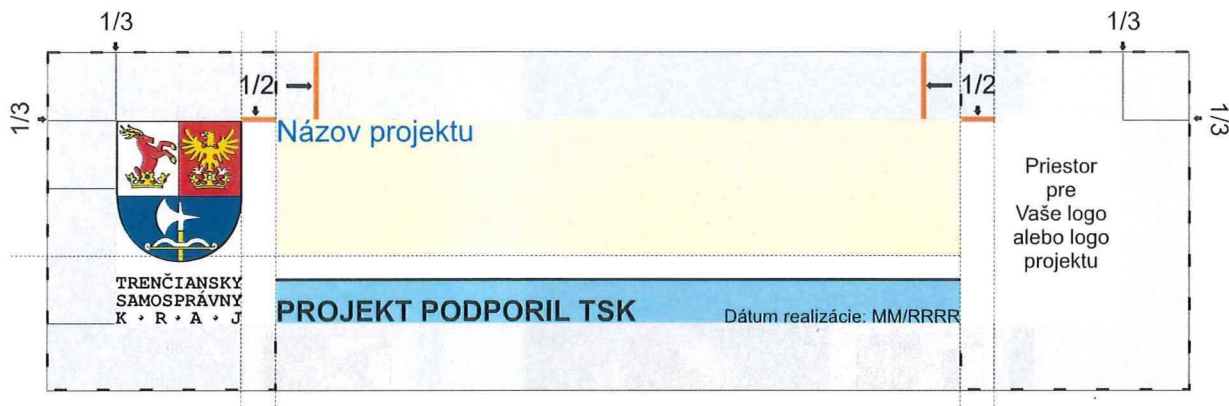 1/3
1/3
1/2
1/2
1/3
1/3
Názov projektu
Priestor
pre
Vaše logo
alebo logo
projektu
TRENČIANSKY
SAMOSPRÁVNY
K · R · A · J
PROJEKT PODPORIL TSK
Dátum realizácie: MM/RRRR